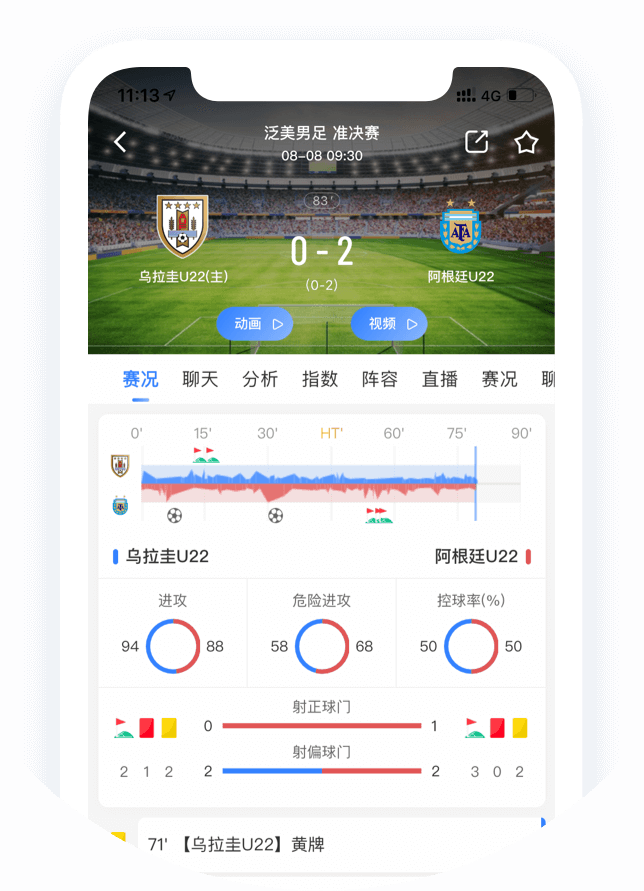 11:13 4G
泛美男足 准决赛
08-08 09:30
83'
0 - 2
(0-2)
乌拉圭U22(主) 阿根廷U22
AFA
动画 视频
赛况 聊天 分析 指数 阵容 直播 赛况 聊
0' 15' 30' HT' 60' 75' 90'
乌拉圭U22 阿根廷U22
进攻 危险进攻 控球率(%)
94 88 58 68 50 50
射正球门
0 1
射偏球门
2 1 2 2 2 3 0 2
71' 【乌拉圭U22】黄牌